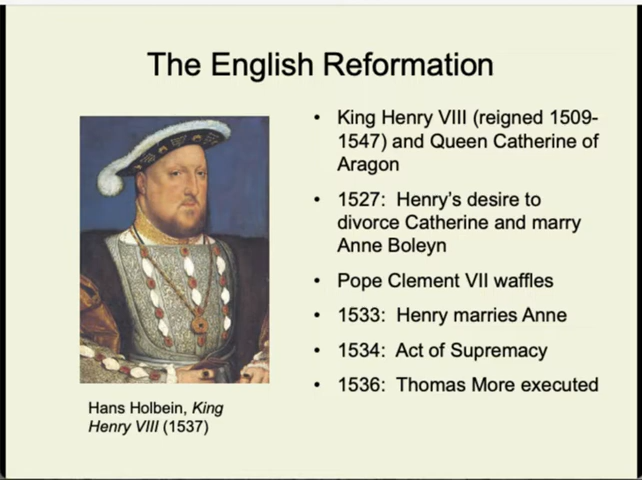 The English Reformation
• King Henry VIII (reigned 1509-
1547) and Queen Catherine of
Aragon
• 1527: Henry's desire to
divorce Catherine and marry
Anne Boleyn
• Pope Clement VII waffles
• 1533: Henry marries Anne
• 1534: Act of Supremacy
• 1536: Thomas More executed
Hans Holbein, King
Henry VIII (1537)